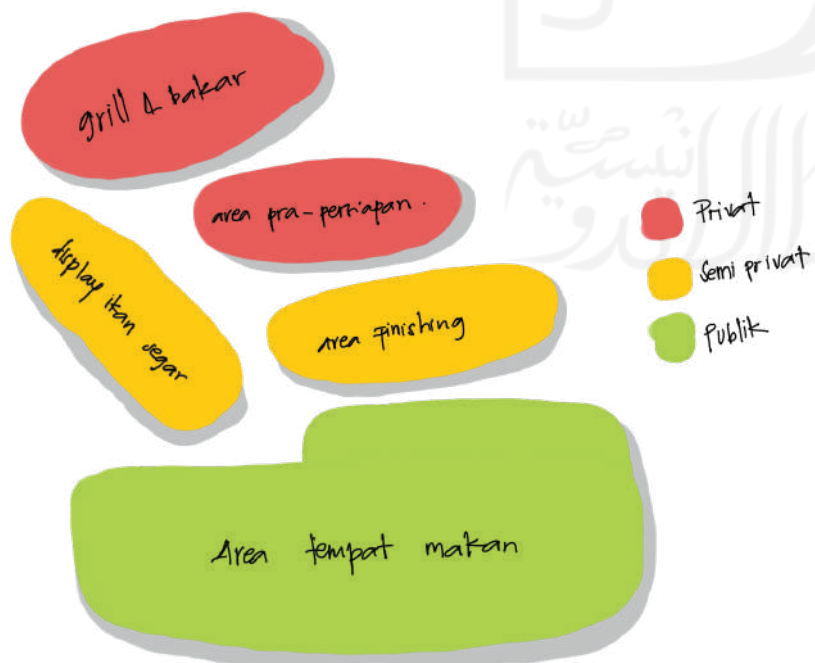 grill & bakar
area pra-persiapan.
display ikan segar
area finishing
Area tempat makan
Privat
Semi privat
Publik